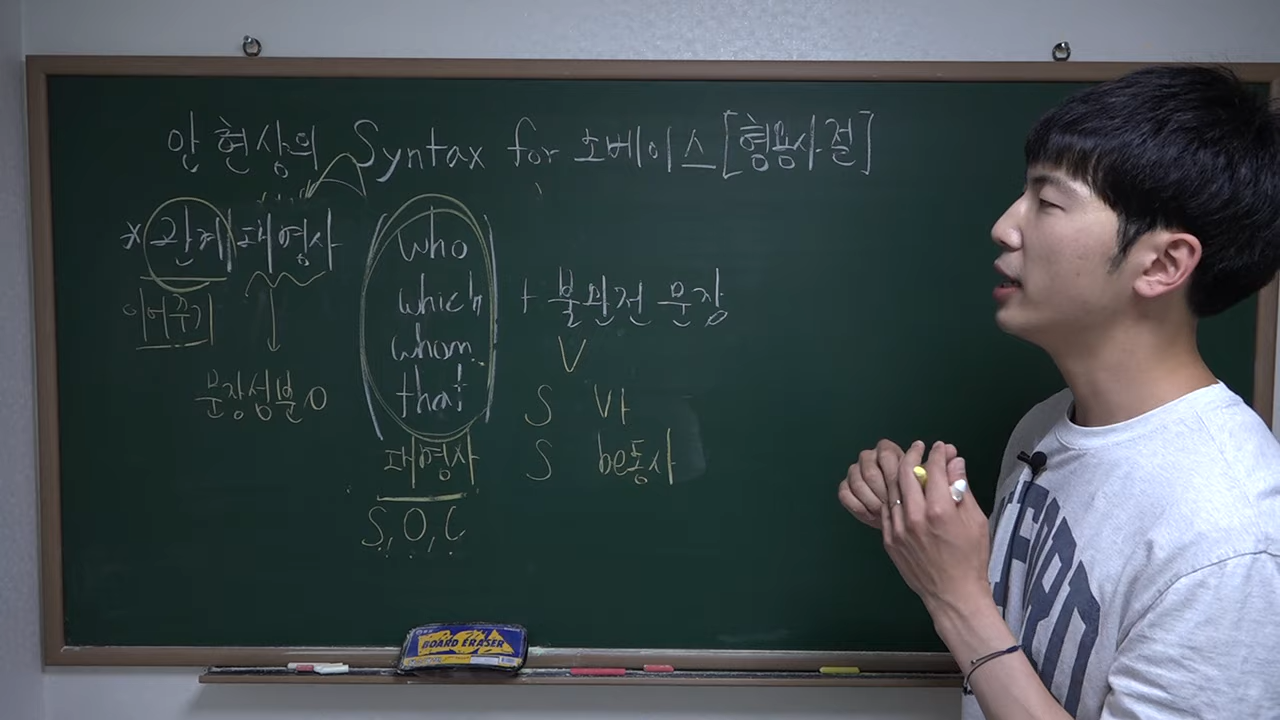 안현상의 Syntax for 초베이스 [형용사절]
* 관계 대명사
이어주기
문장성분 O
who
which
whom
that
대명사
S, O, C
+ 불완전 문장
V
S Vt
S be동사
BOARD ERASER